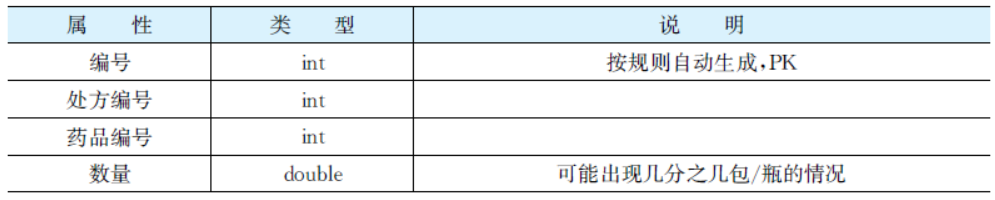 属 性 类 型 说 明
编号 int 按规则自动生成,PK
处方编号 int
药品编号 int
数量 double 可能出现几分之几包/瓶的情况